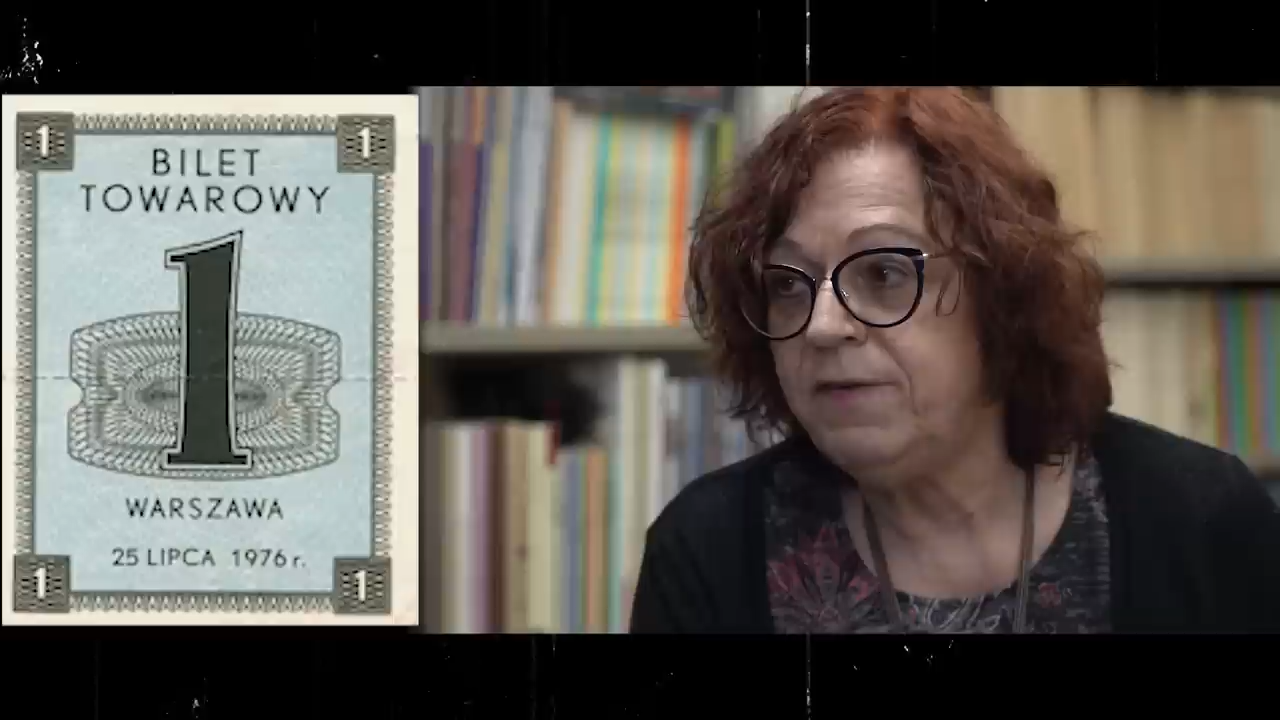 1 1
BILET
TOWAROWY
1
WARSZAWA
25 LIPCA 1976 r.
1 1